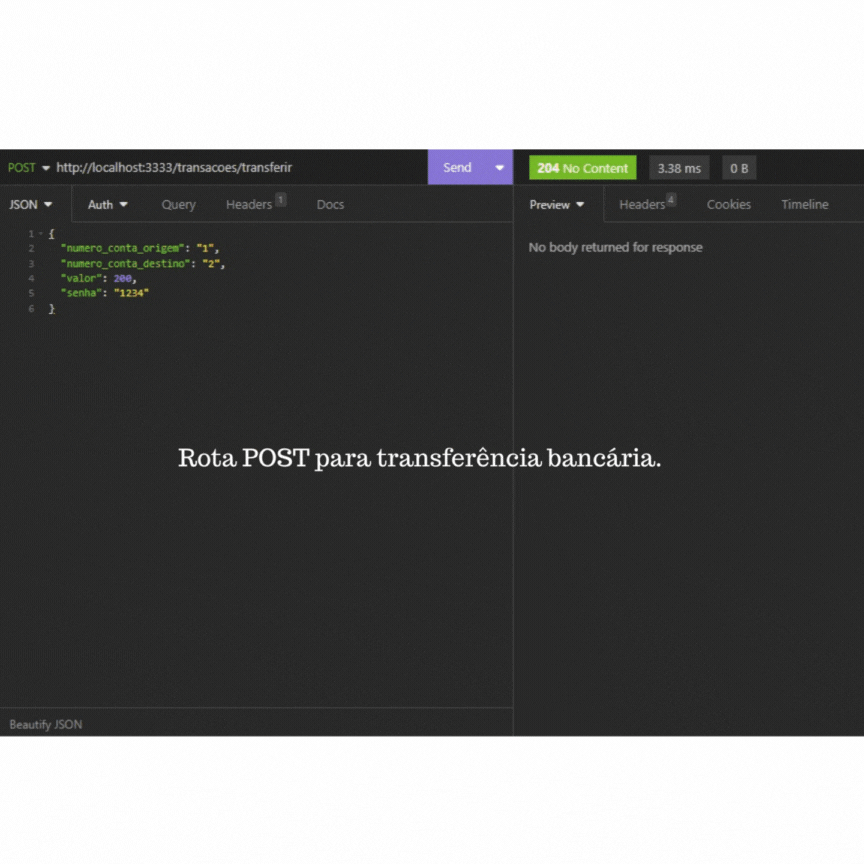 POST http://localhost:3333/transacoes/transferir Send 204 No Content 3.38 ms 0 B
JSON Auth Query Headers 1 Docs Preview Headers 4 Cookies Timeline
1 {
2 "numero_conta_origem": "1",
3 "numero_conta_destino": "2",
4 "valor": 200,
5 "senha": "1234"
6 }
No body returned for response
Rota POST para transferência bancária.
Beautify JSON